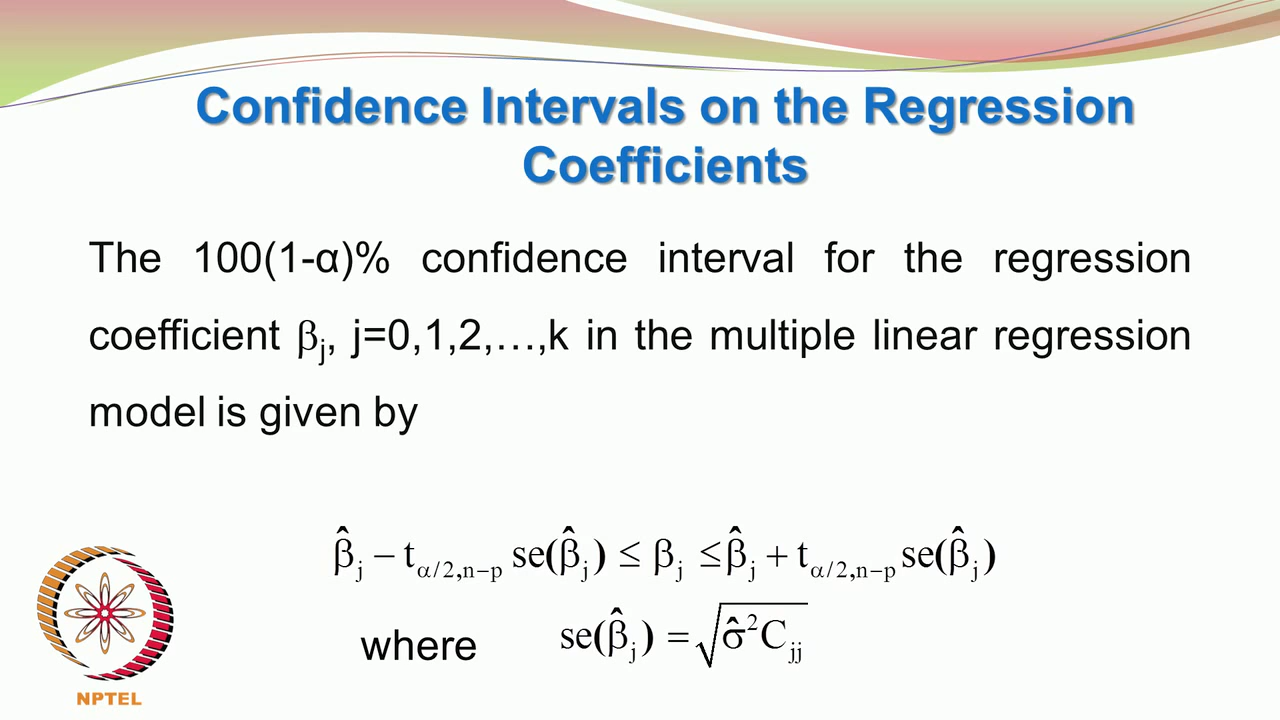 Confidence Intervals on the Regression
Coefficients
The 100(1-α)% confidence interval for the regression
coefficient βj, j=0,1,2,…,k in the multiple linear regression
model is given by
β̂j − tα/2,n−p se(β̂j) ≤ βj ≤ β̂j + tα/2,n−p se(β̂j)
where se(β̂j) = √σ̂²Cjj
NPTEL